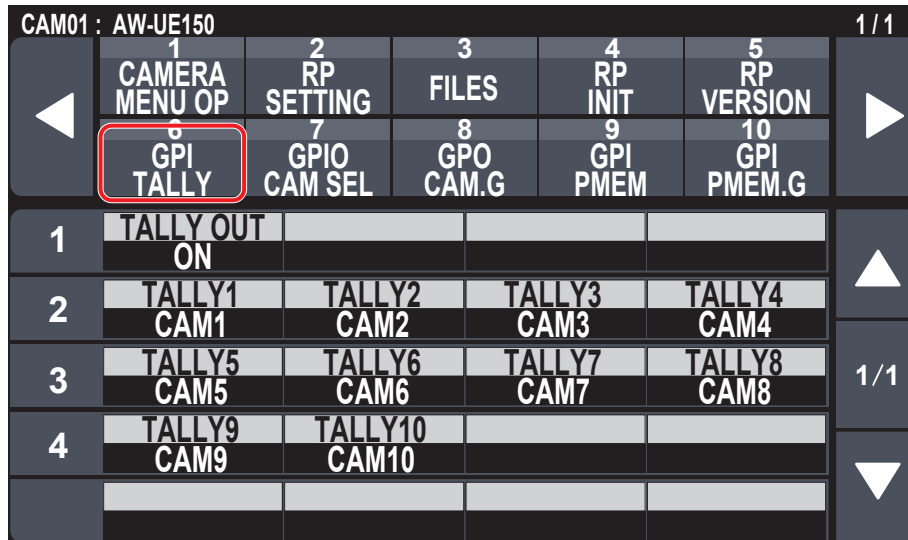 CAM01 : AW-UE150 1 / 1
1 2 3 4 5
CAMERA MENU OP
RP SETTING
FILES
RP INIT
RP VERSION
6 7 8 9 10
GPI TALLY
GPIO CAM SEL
GPO CAM.G
GPI PMEM
GPI PMEM.G
1 TALLY OUT
ON
2 TALLY1 TALLY2 TALLY3 TALLY4
CAM1 CAM2 CAM3 CAM4
3 TALLY5 TALLY6 TALLY7 TALLY8
CAM5 CAM6 CAM7 CAM8
1/1
4 TALLY9 TALLY10
CAM9 CAM10